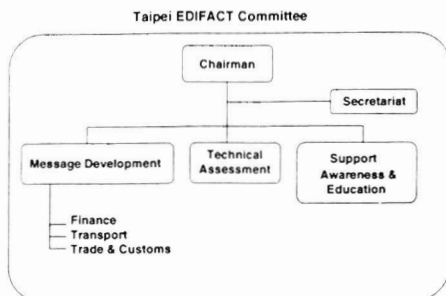 Taipei EDIFACT Committee
Chairman
Secretariat
Message Development
Technical
Assessment
Support
Awareness &
Education
Finance
Transport
Trade & Customs